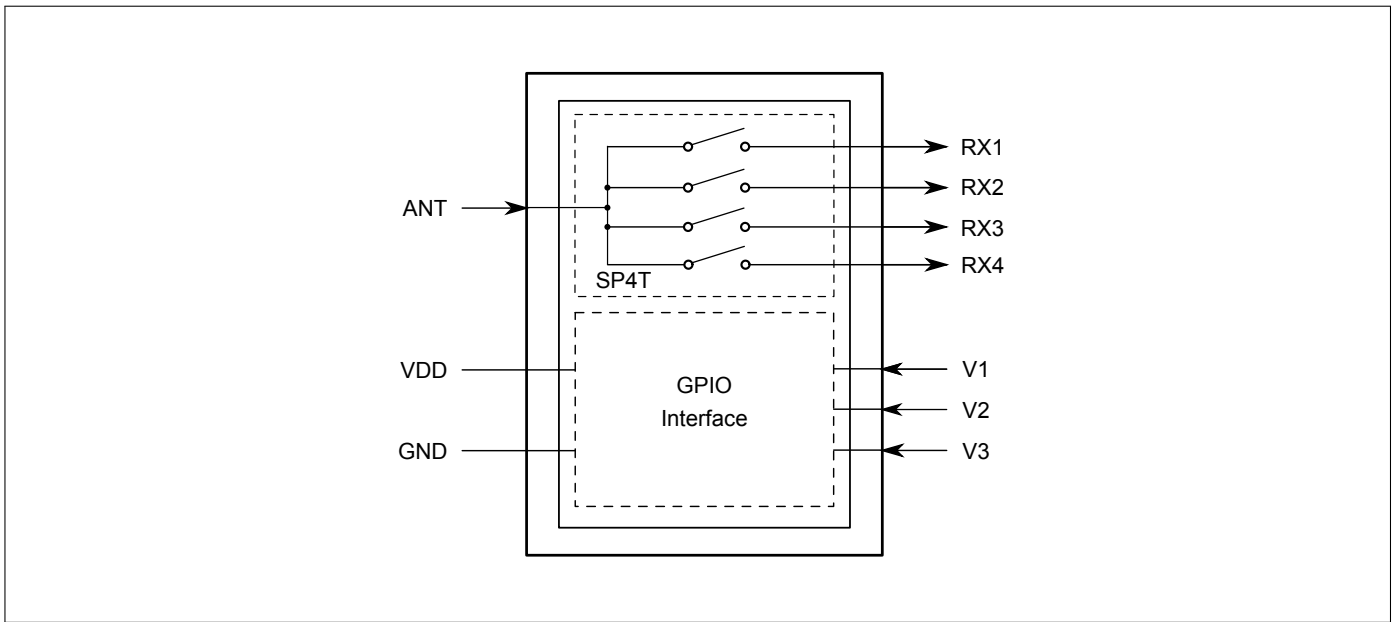 RX1
RX2
ANT
RX3
RX4
SP4T
VDD
V1
GPIO
Interface
V2
GND
V3